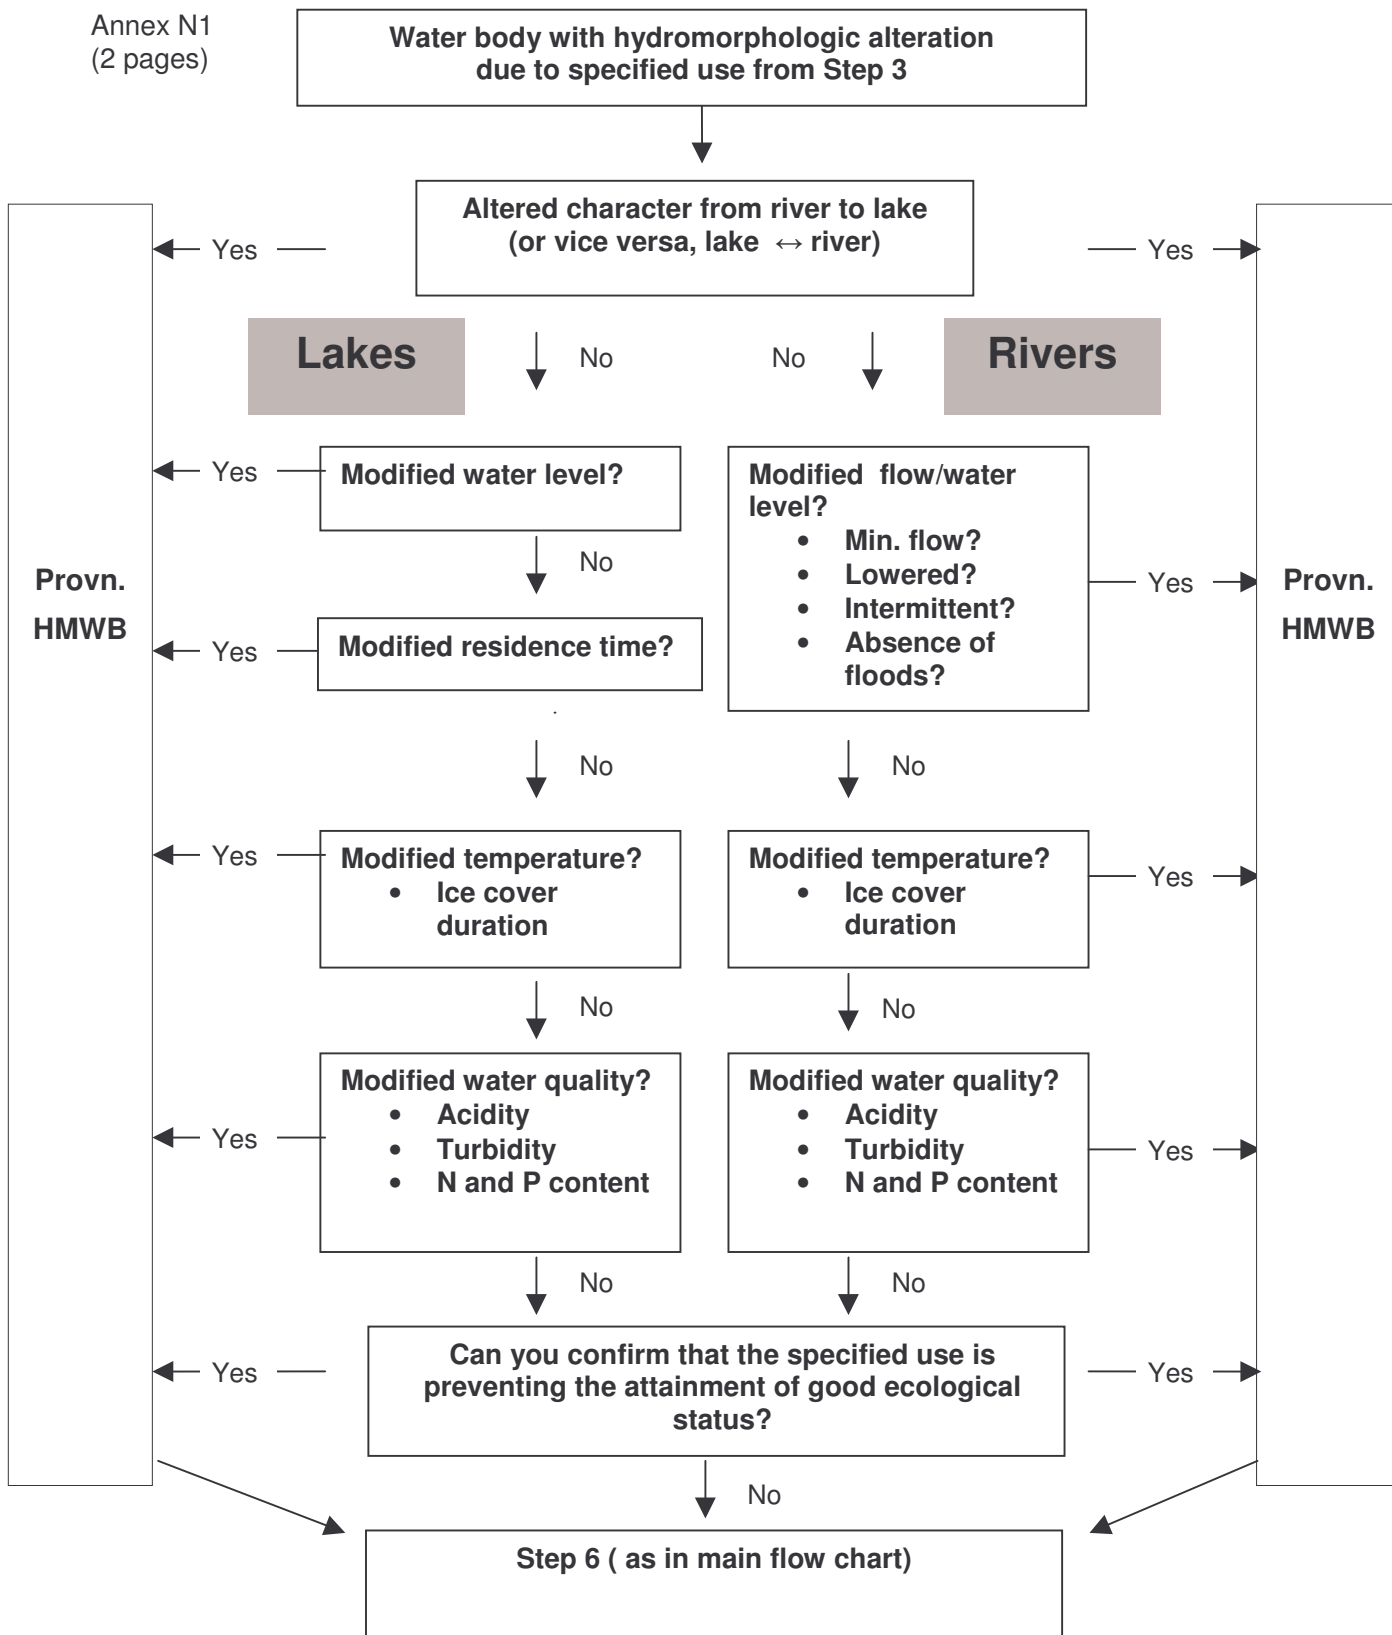 Annex N1
(2 pages)
Water body with hydromorphologic alteration
due to specified use from Step 3
Altered character from river to lake
(or vice versa, lake ↔ river)
Yes
Yes
Lakes
No
No
Rivers
Yes
Modified water level?
Modified flow/water
level?
• Min. flow?
• Lowered?
• Intermittent?
• Absence of
floods?
No
Yes
Provn.
HMWB
Provn.
HMWB
Yes
Modified residence time?
No
No
Yes
Modified temperature?
• Ice cover
duration
Modified temperature?
• Ice cover
duration
Yes
No
No
Yes
Modified water quality?
• Acidity
• Turbidity
• N and P content
Modified water quality?
• Acidity
• Turbidity
• N and P content
Yes
No
No
Yes
Can you confirm that the specified use is
preventing the attainment of good ecological
status?
Yes
No
Step 6 ( as in main flow chart)